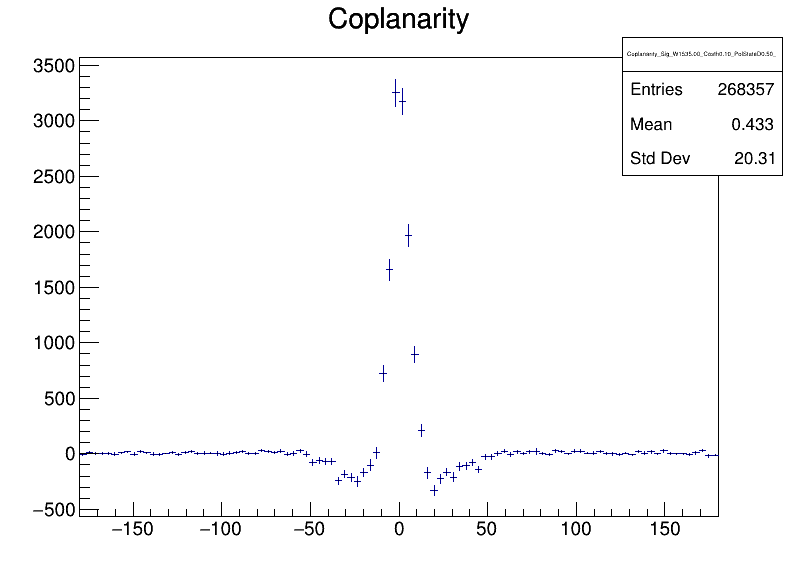 Coplanarity
Coplanarity_Sig_W1535.00_Costh0.10_PolStateD0.50_
Entries 268357
Mean 0.433
Std Dev 20.31
3500
3000
2500
2000
1500
1000
500
0
−500
−150 −100 −50 0 50 100 150